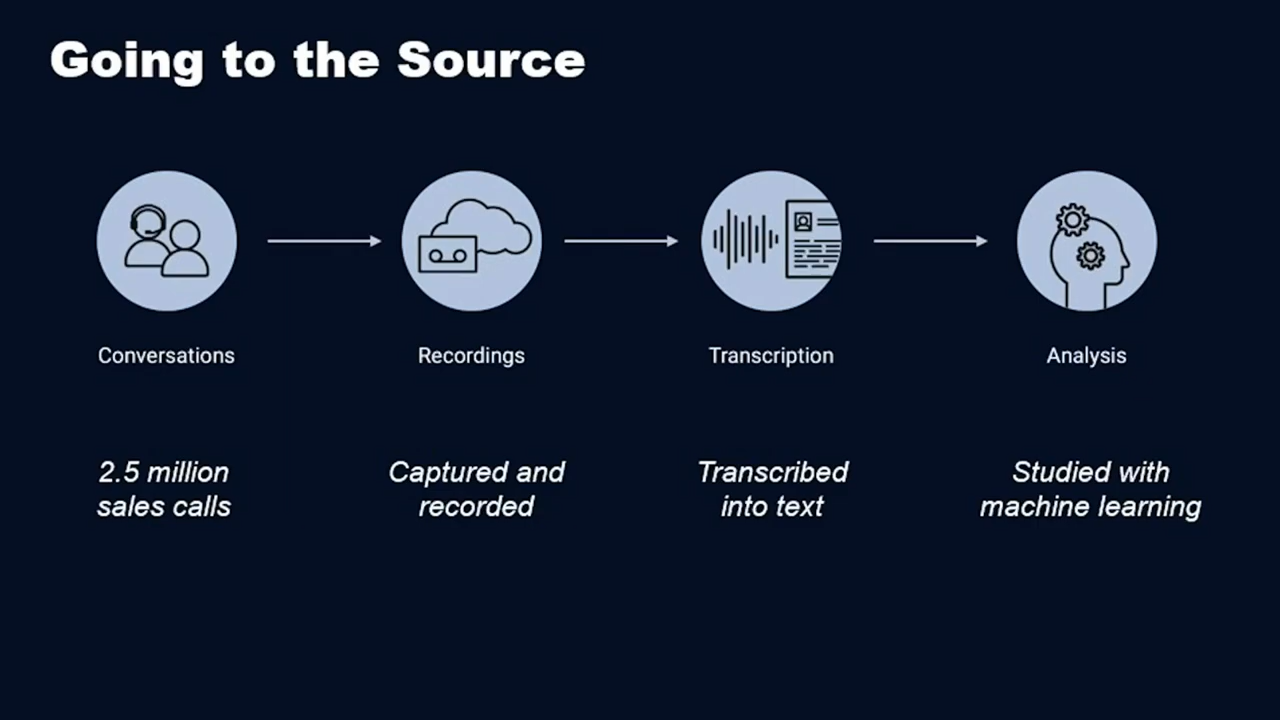 Going to the Source
Conversations
Recordings
Transcription
Analysis
2.5 million
sales calls
Captured and
recorded
Transcribed
into text
Studied with
machine learning